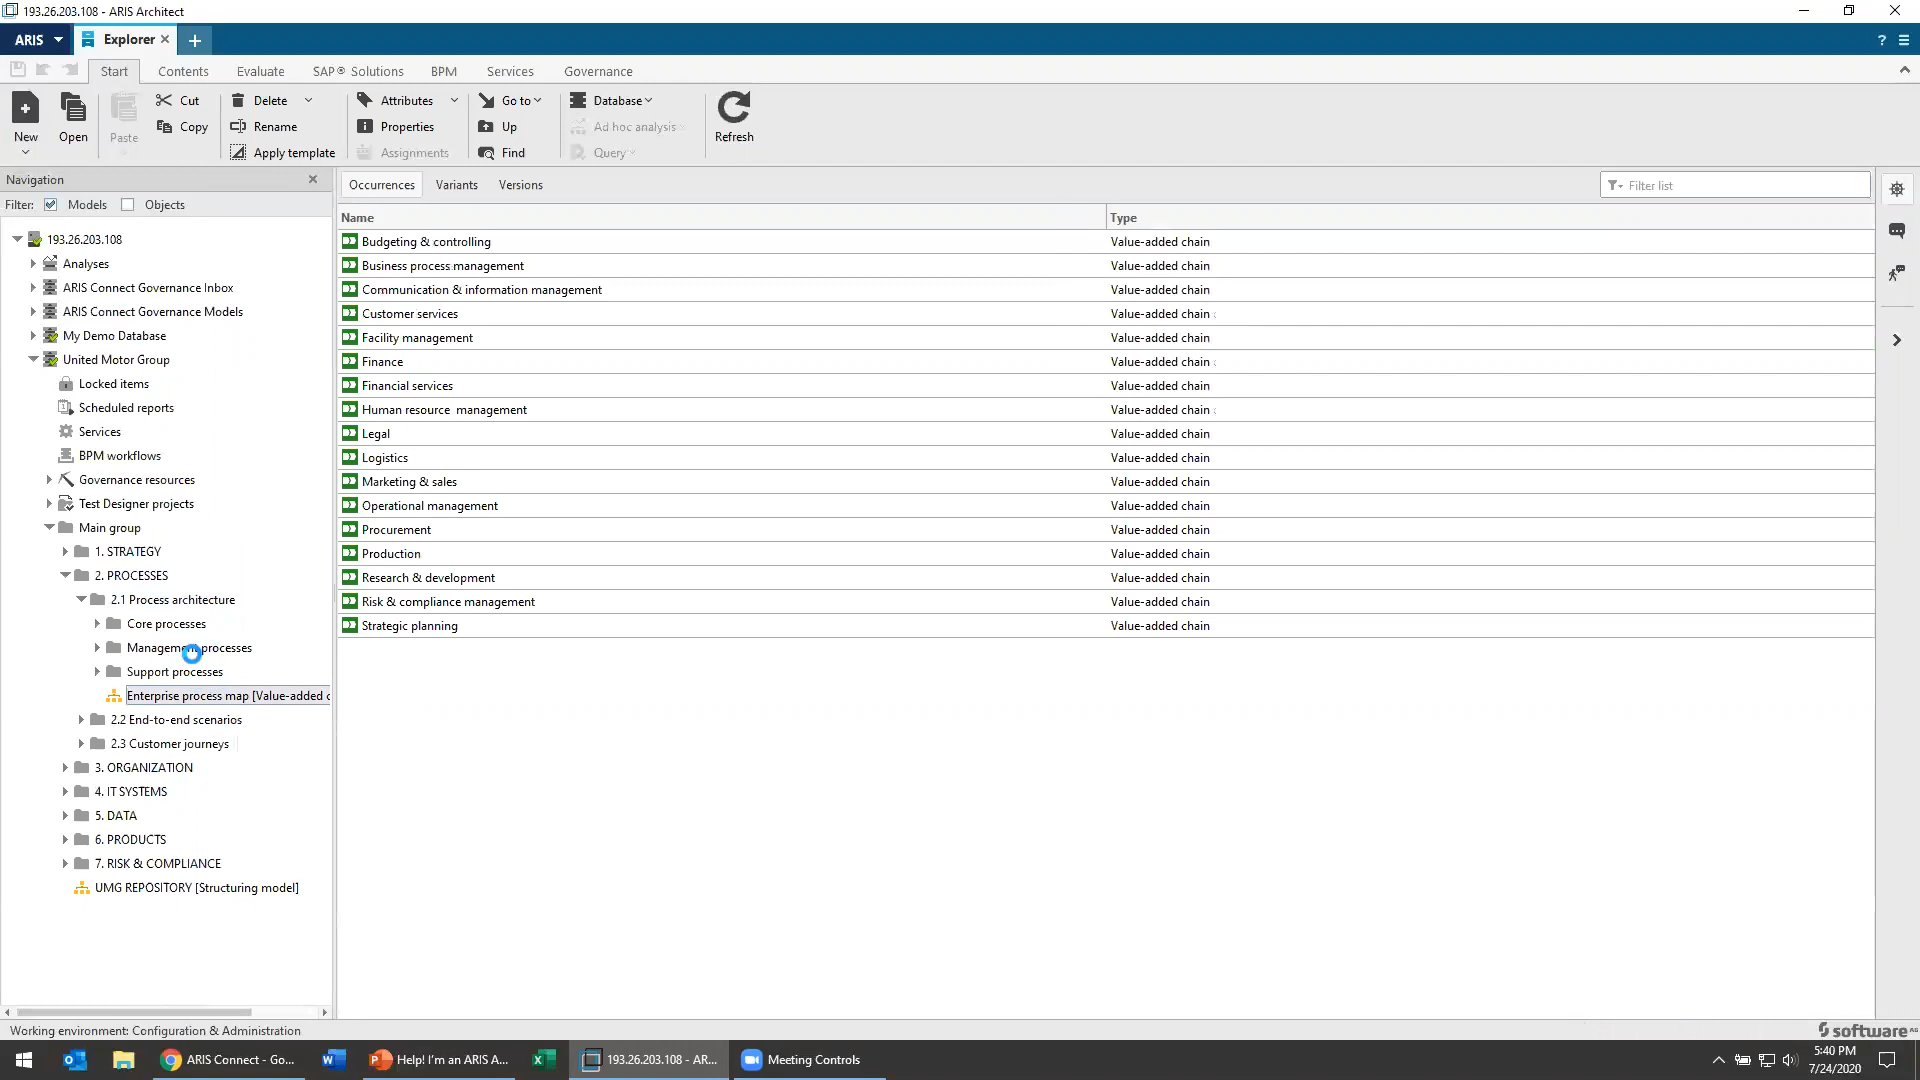 193.26.203.108 - ARIS Architect
ARIS
Explorer
Start
Contents
Evaluate
SAP® Solutions
BPM
Services
Governance
New
Open
Paste
Cut
Copy
Delete
Rename
Apply template
Attributes
Properties
Assignments
Go to
Up
Find
Database
Ad hoc analysis
Query
Refresh
Navigation
Filter: Models Objects
193.26.203.108
Analyses
ARIS Connect Governance Inbox
ARIS Connect Governance Models
My Demo Database
United Motor Group
Locked items
Scheduled reports
Services
BPM workflows
Governance resources
Test Designer projects
Main group
1. STRATEGY
2. PROCESSES
2.1 Process architecture
Core processes
Management processes
Support processes
Enterprise process map [Value-added c
2.2 End-to-end scenarios
2.3 Customer journeys
3. ORGANIZATION
4. IT SYSTEMS
5. DATA
6. PRODUCTS
7. RISK & COMPLIANCE
UMG REPOSITORY [Structuring model]
Occurrences Variants Versions
Filter list
Name Type
Budgeting & controlling Value-added chain
Business process management Value-added chain
Communication & information management Value-added chain
Customer services Value-added chain
Facility management Value-added chain
Finance Value-added chain
Financial services Value-added chain
Human resource management Value-added chain
Legal Value-added chain
Logistics Value-added chain
Marketing & sales Value-added chain
Operational management Value-added chain
Procurement Value-added chain
Production Value-added chain
Research & development Value-added chain
Risk & compliance management Value-added chain
Strategic planning Value-added chain
Working environment: Configuration & Administration
software AG
ARIS Connect - Go...
Help! I'm an ARIS A...
193.26.203.108 - AR...
Meeting Controls
5:40 PM
7/24/2020